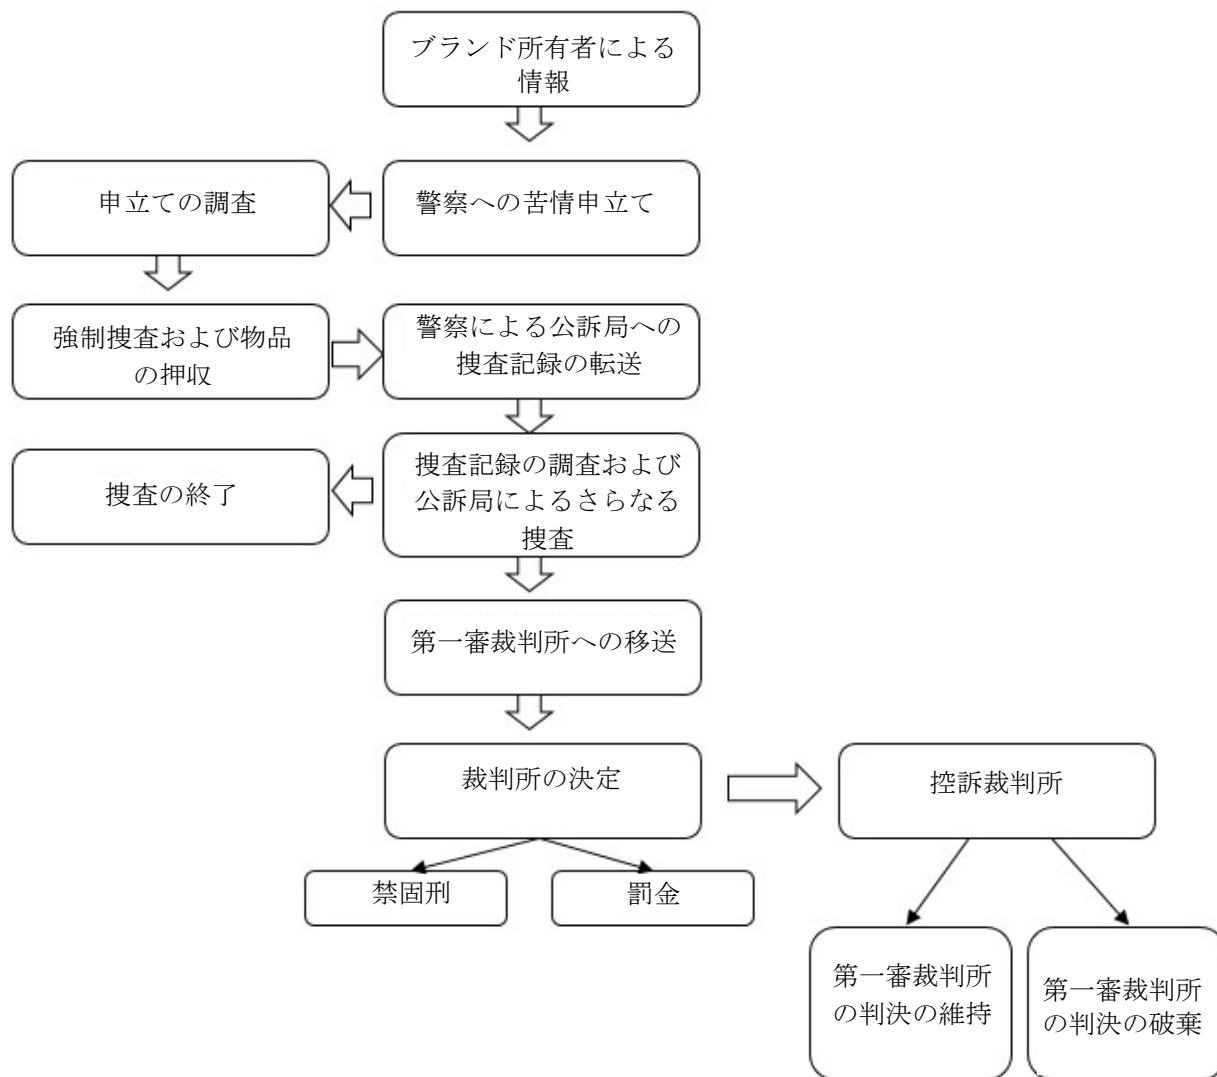 ブランド所有者による
情報
申立ての調査
警察への苦情申立て
強制捜査および物品
の押収
警察による公訴局への
捜査記録の転送
捜査の終了
捜査記録の調査および
公訴局によるさらなる
捜査
第一審裁判所への移送
裁判所の決定
控訴裁判所
禁固刑
罰金
第一審裁判所
の判決の維持
第一審裁判所
の判決の破棄